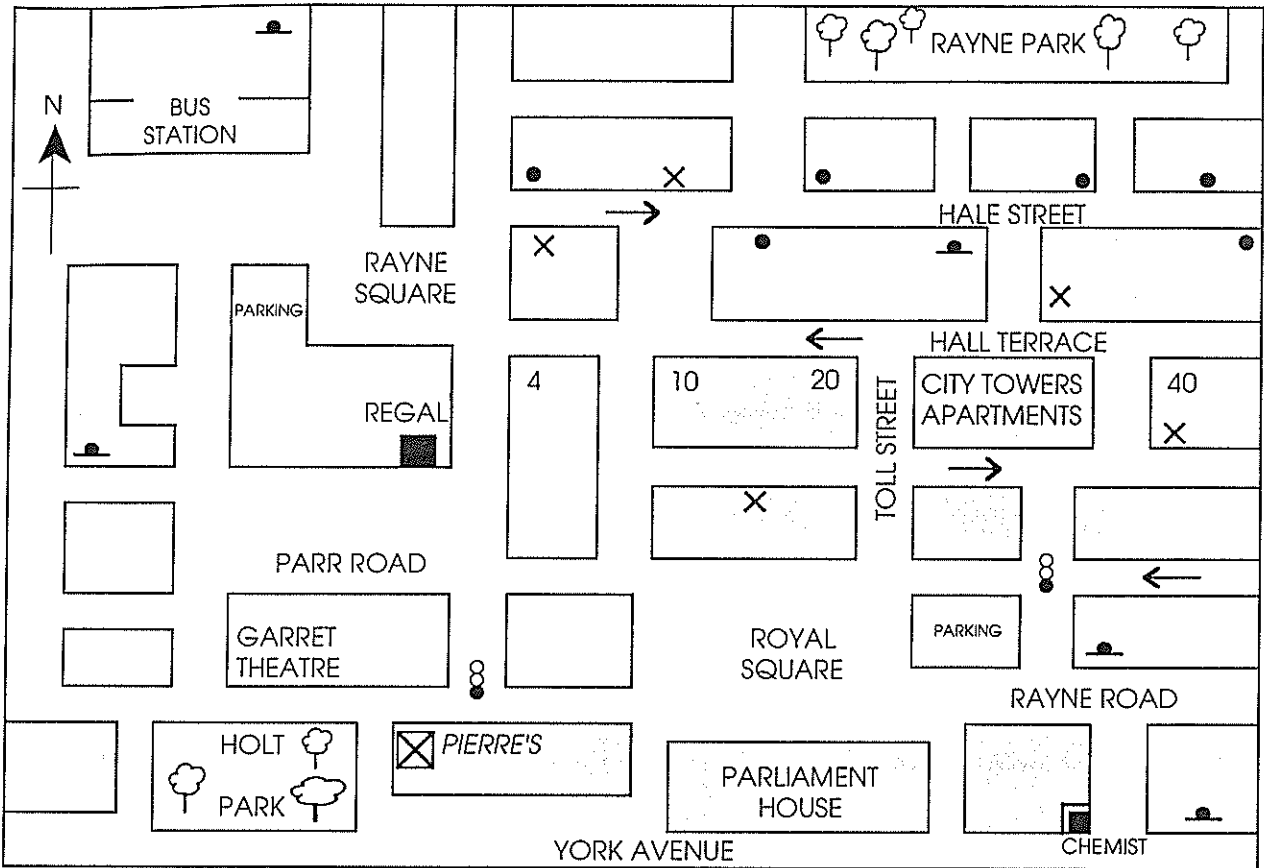 RAYNE PARK
N
BUS
STATION
HALE STREET
RAYNE
SQUARE
PARKING
HALL TERRACE
4
10
20
TOLL STREET
CITY TOWERS
APARTMENTS
40
REGAL
PARR ROAD
GARRET
THEATRE
ROYAL
SQUARE
PARKING
RAYNE ROAD
HOLT
PARK
PIERRE'S
PARLIAMENT
HOUSE
CHEMIST
YORK AVENUE